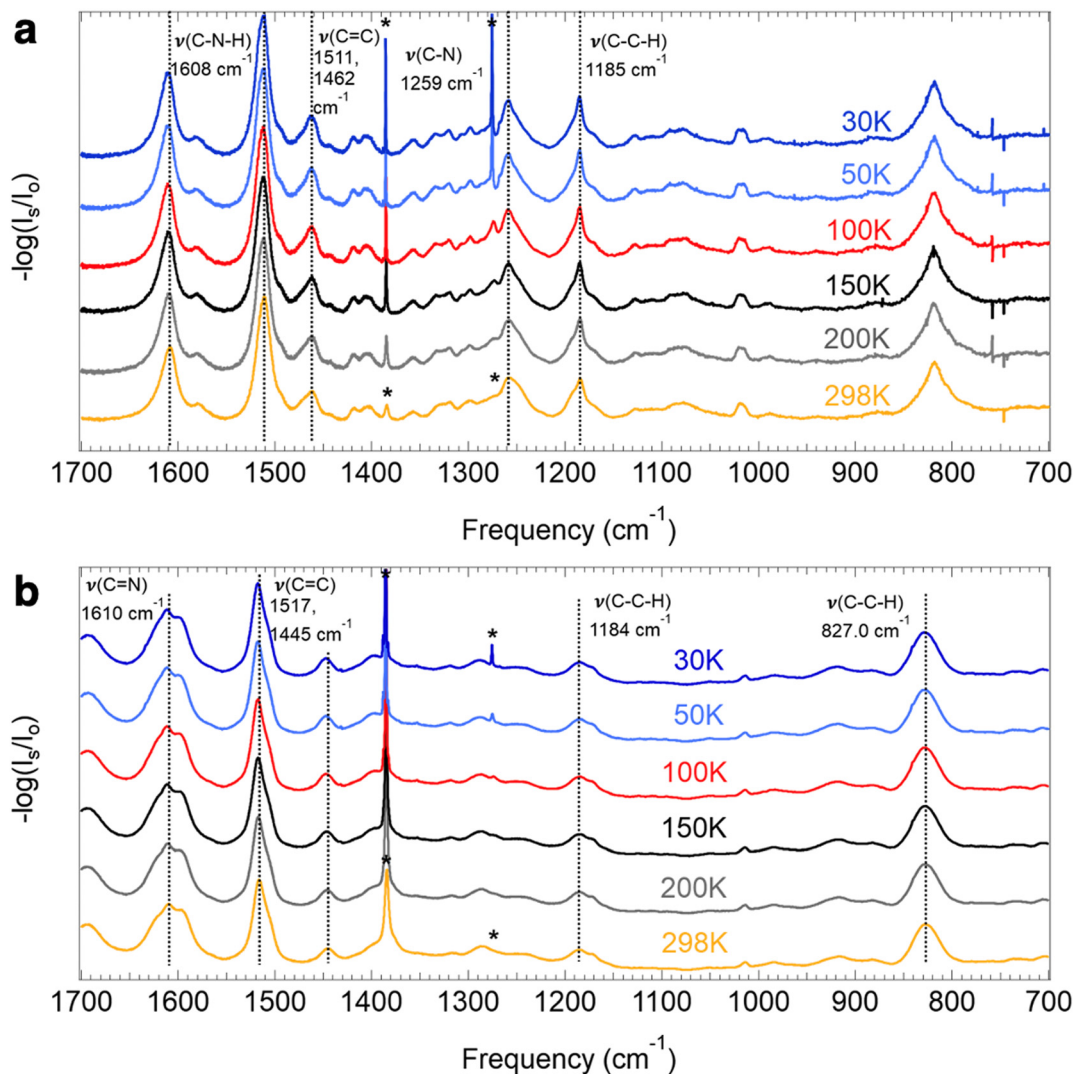 a
* *
ν(C-N-H)
1608 cm-1
ν(C=C)
1511,
1462
cm-1
ν(C-N)
1259 cm-1
ν(C-C-H)
1185 cm-1
30K
50K
100K
150K
200K
298K
* *
-log(Is/Io)
1700 1600 1500 1400 1300 1200 1100 1000 900 800 700
Frequency (cm-1)
b
ν(C=N)
1610 cm-1
ν(C=C)
1517,
1445 cm-1
*
*
ν(C-C-H)
1184 cm-1
ν(C-C-H)
827.0 cm-1
30K
50K
100K
150K
200K
298K
*
*
-log(Is/Io)
1700 1600 1500 1400 1300 1200 1100 1000 900 800 700
Frequency (cm-1)